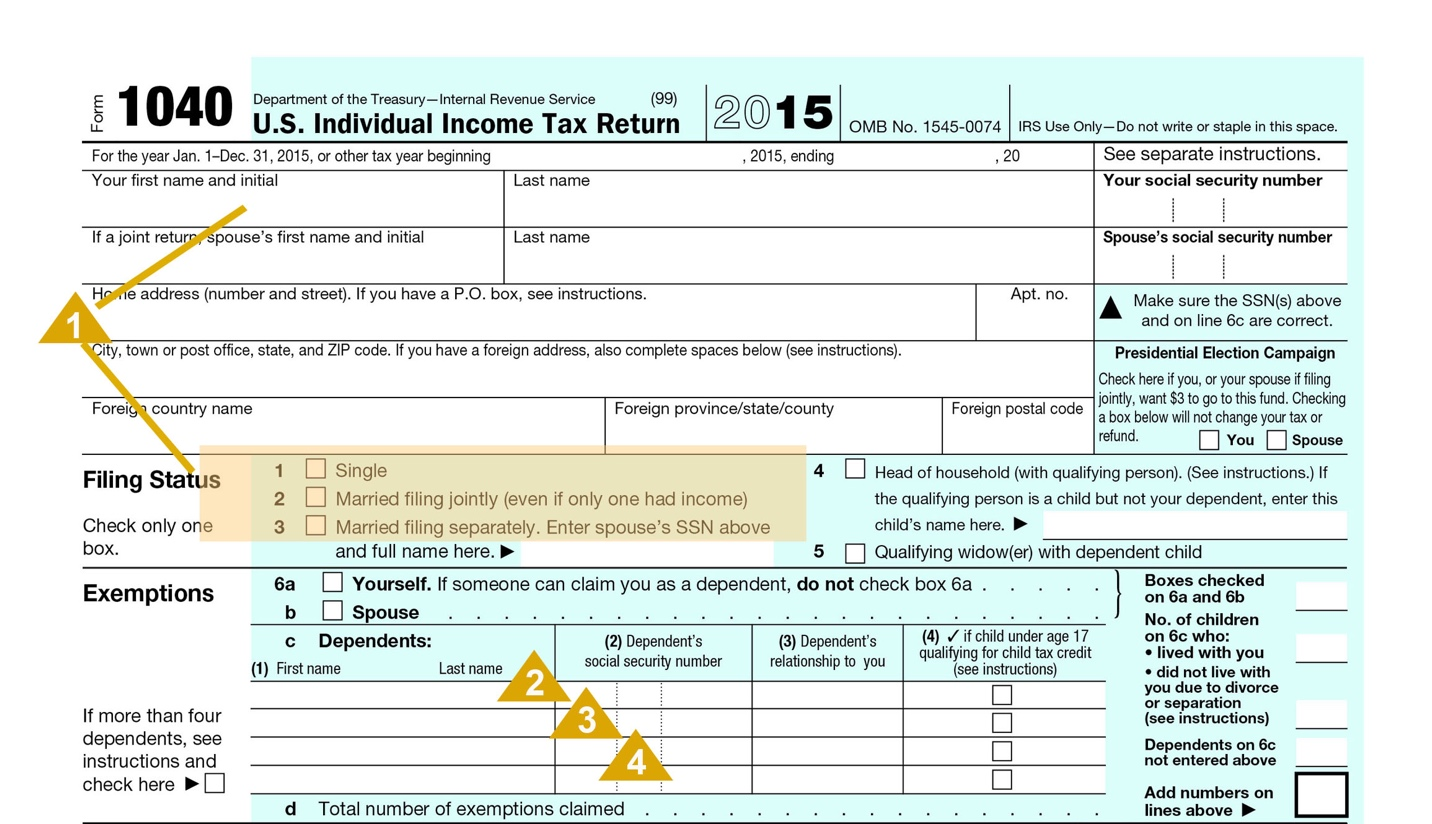 Form 1040 Department of the Treasury—Internal Revenue Service (99)
U.S. Individual Income Tax Return 2015 OMB No. 1545-0074 IRS Use Only—Do not write or staple in this space.
For the year Jan. 1–Dec. 31, 2015, or other tax year beginning , 2015, ending , 20 See separate instructions.
Your first name and initial Last name Your social security number
If a joint return, spouse's first name and initial Last name Spouse's social security number
Home address (number and street). If you have a P.O. box, see instructions. Apt. no.
▲ Make sure the SSN(s) above
and on line 6c are correct.
1
City, town or post office, state, and ZIP code. If you have a foreign address, also complete spaces below (see instructions).
Foreign country name Foreign province/state/county Foreign postal code
Presidential Election Campaign
Check here if you, or your spouse if filing
jointly, want $3 to go to this fund. Checking
a box below will not change your tax or
refund. You Spouse
Filing Status
Check only one
box.
1 Single
2 Married filing jointly (even if only one had income)
3 Married filing separately. Enter spouse's SSN above
and full name here. ▶
4 Head of household (with qualifying person). (See instructions.) If
the qualifying person is a child but not your dependent, enter this
child's name here. ▶
5 Qualifying widow(er) with dependent child
Exemptions
6a Yourself. If someone can claim you as a dependent, do not check box 6a . . . . .
b Spouse . . . . . . . . . . . . . . . . . . . . . . . .
c Dependents:
(1) First name Last name
(2) Dependent's
social security number
(3) Dependent's
relationship to you
(4) ✓ if child under age 17
qualifying for child tax credit
(see instructions)
2
3
4
If more than four
dependents, see
instructions and
check here ▶
d Total number of exemptions claimed . . . . . . . . . . . . . . . . .
Boxes checked
on 6a and 6b
No. of children
on 6c who:
• lived with you
• did not live with
you due to divorce
or separation
(see instructions)
Dependents on 6c
not entered above
Add numbers on
lines above ▶